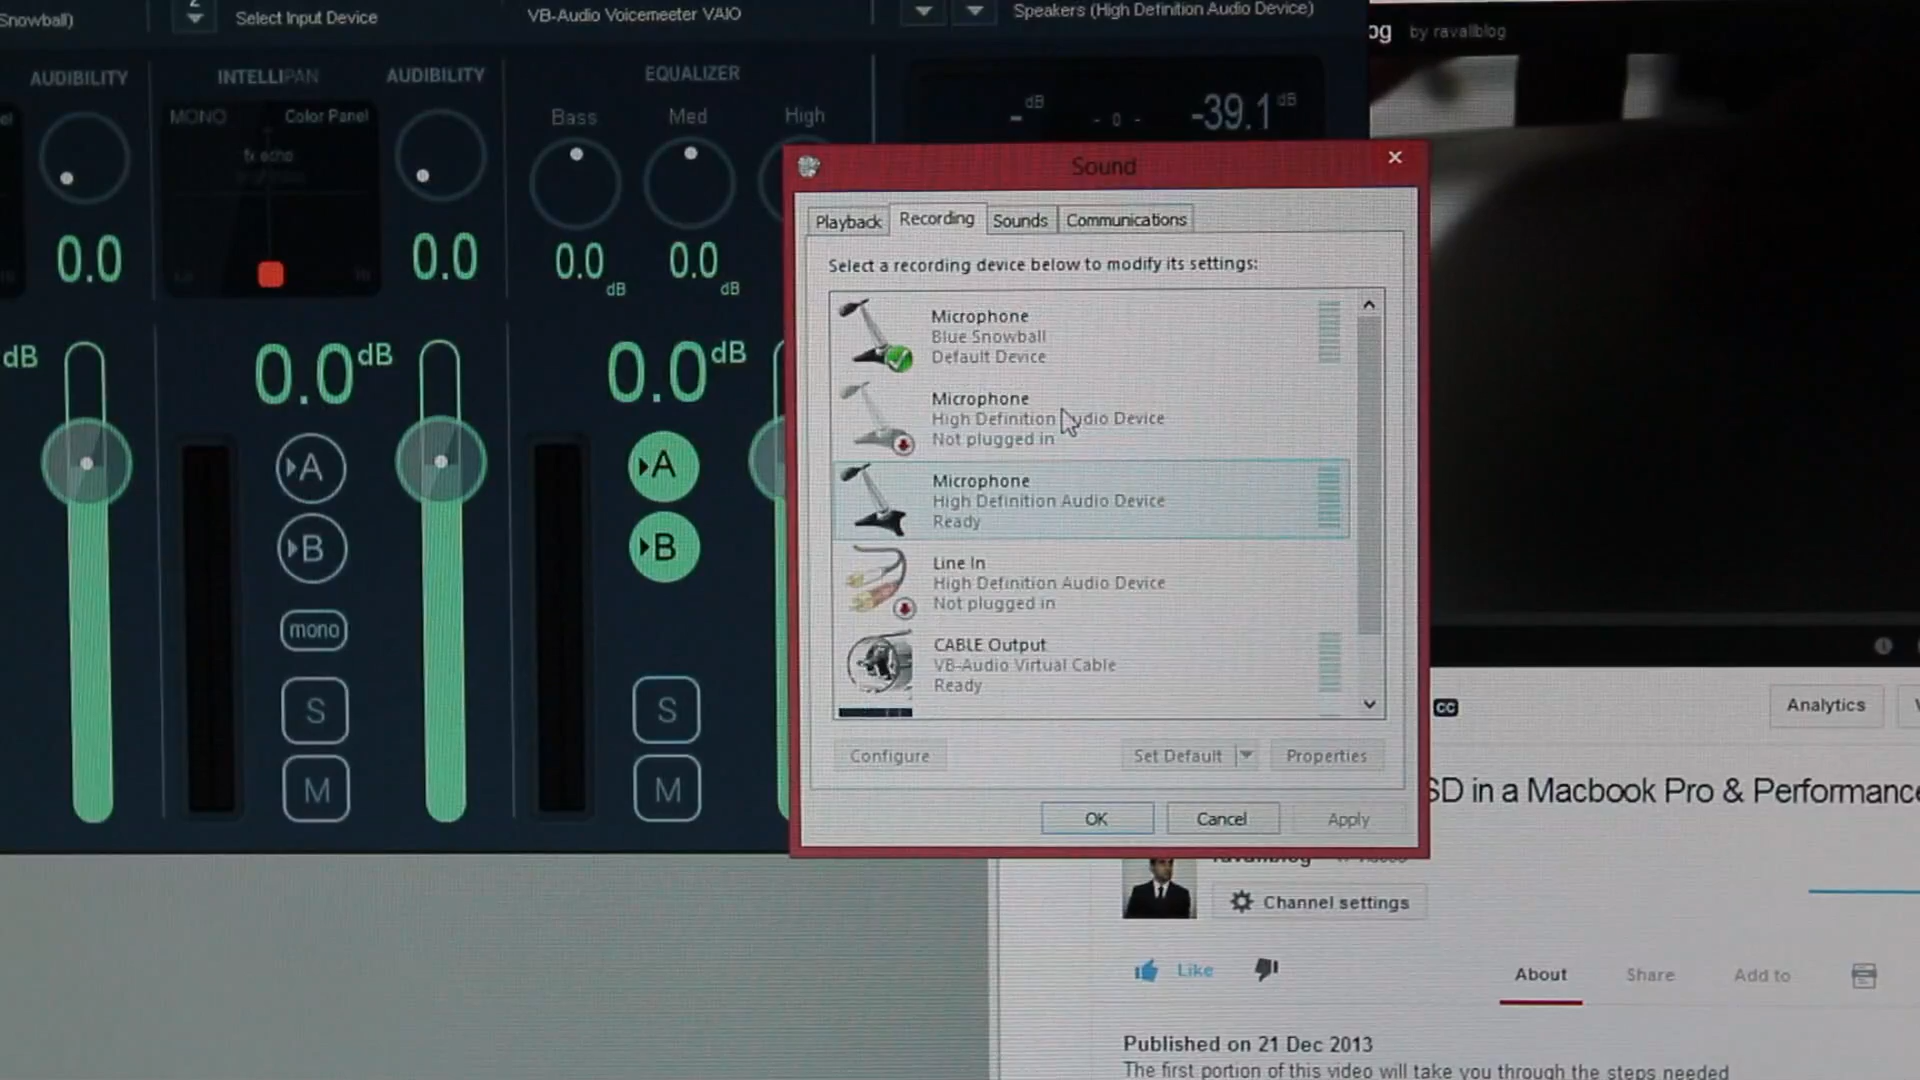 Snowball)
2
Select Input Device
VB-Audio Voicemeeter VAIO
Speakers (High Definition Audio Device)
og by ravallblog
AUDIBILITY
INTELLIPAN
AUDIBILITY
EQUALIZER
MONO
Color Panel
fx echo
Bass
Med
High
dB
- - 0 -
-39.1 dB
0.0
0.0
0.0 dB
0.0 dB
dB
0.0 dB
0.0 dB
A
B
mono
S
M
A
B
S
M
Sound
Playback
Recording
Sounds
Communications
Select a recording device below to modify its settings:
Microphone
Blue Snowball
Default Device
Microphone
High Definition Audio Device
Not plugged in
Microphone
High Definition Audio Device
Ready
Line In
High Definition Audio Device
Not plugged in
CABLE Output
VB-Audio Virtual Cable
Ready
Configure
Set Default
Properties
OK
Cancel
Apply
CC
Analytics
SD in a Macbook Pro & Performance
ravallblog
Channel settings
Like
About
Share
Add to
Published on 21 Dec 2013
The first portion of this video will take you through the steps needed